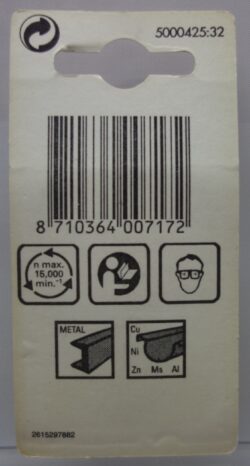 5000425:32
8 710364 007172
n max.
15,000
min.⁻¹
METAL
Cu
Ni
Zn Ms Al
2615297882